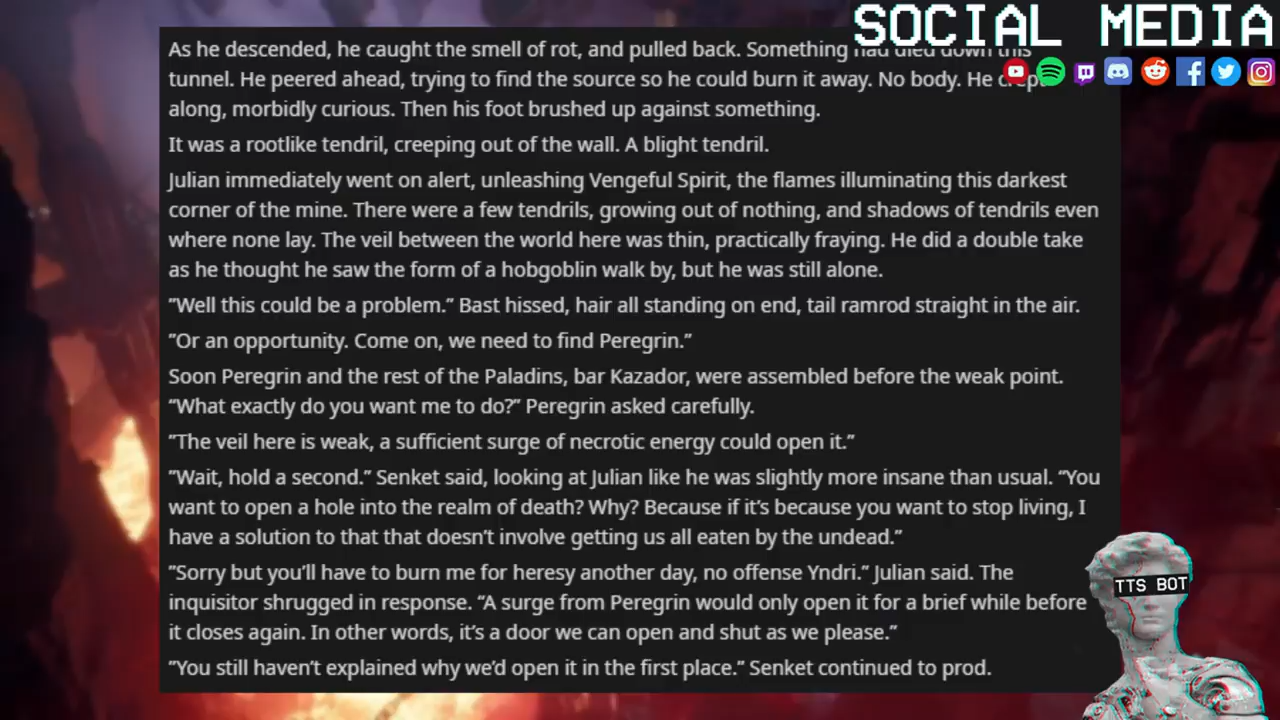 SOCIAL MEDIA
As he descended, he caught the smell of rot, and pulled back. Something had died down this
tunnel. He peered ahead, trying to find the source so he could burn it away. No body. He crept
along, morbidly curious. Then his foot brushed up against something.
It was a rootlike tendril, creeping out of the wall. A blight tendril.
Julian immediately went on alert, unleashing Vengeful Spirit, the flames illuminating this darkest
corner of the mine. There were a few tendrils, growing out of nothing, and shadows of tendrils even
where none lay. The veil between the world here was thin, practically fraying. He did a double take
as he thought he saw the form of a hobgoblin walk by, but he was still alone.
”Well this could be a problem.” Bast hissed, hair all standing on end, tail ramrod straight in the air.
”Or an opportunity. Come on, we need to find Peregrin.”
Soon Peregrin and the rest of the Paladins, bar Kazador, were assembled before the weak point.
“What exactly do you want me to do?” Peregrin asked carefully.
”The veil here is weak, a sufficient surge of necrotic energy could open it.”
”Wait, hold a second.” Senket said, looking at Julian like he was slightly more insane than usual. “You
want to open a hole into the realm of death? Why? Because if it’s because you want to stop living, I
have a solution to that that doesn’t involve getting us all eaten by the undead.”
”Sorry but you’ll have to burn me for heresy another day, no offense Yndri.” Julian said. The
inquisitor shrugged in response. “A surge from Peregrin would only open it for a brief while before
it closes again. In other words, it’s a door we can open and shut as we please.”
”You still haven’t explained why we’d open it in the first place.” Senket continued to prod.
TTS BOT